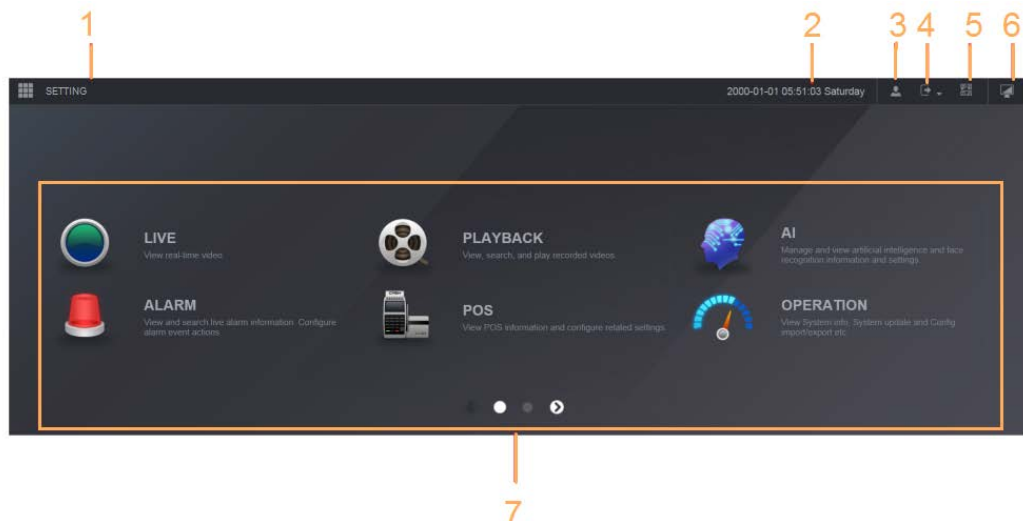 1 2 3 4 5 6
SETTING 2000-01-01 05:51:03 Saturday
LIVE
View real-time video
PLAYBACK
View, search, and play recorded videos
AI
Manage and view artificial intelligence and face
recognition information and settings
ALARM
View and search live alarm information. Configure
alarm event actions.
POS
View POS information and configure related settings.
OPERATION
View System info, System update and Config
import/export etc
7